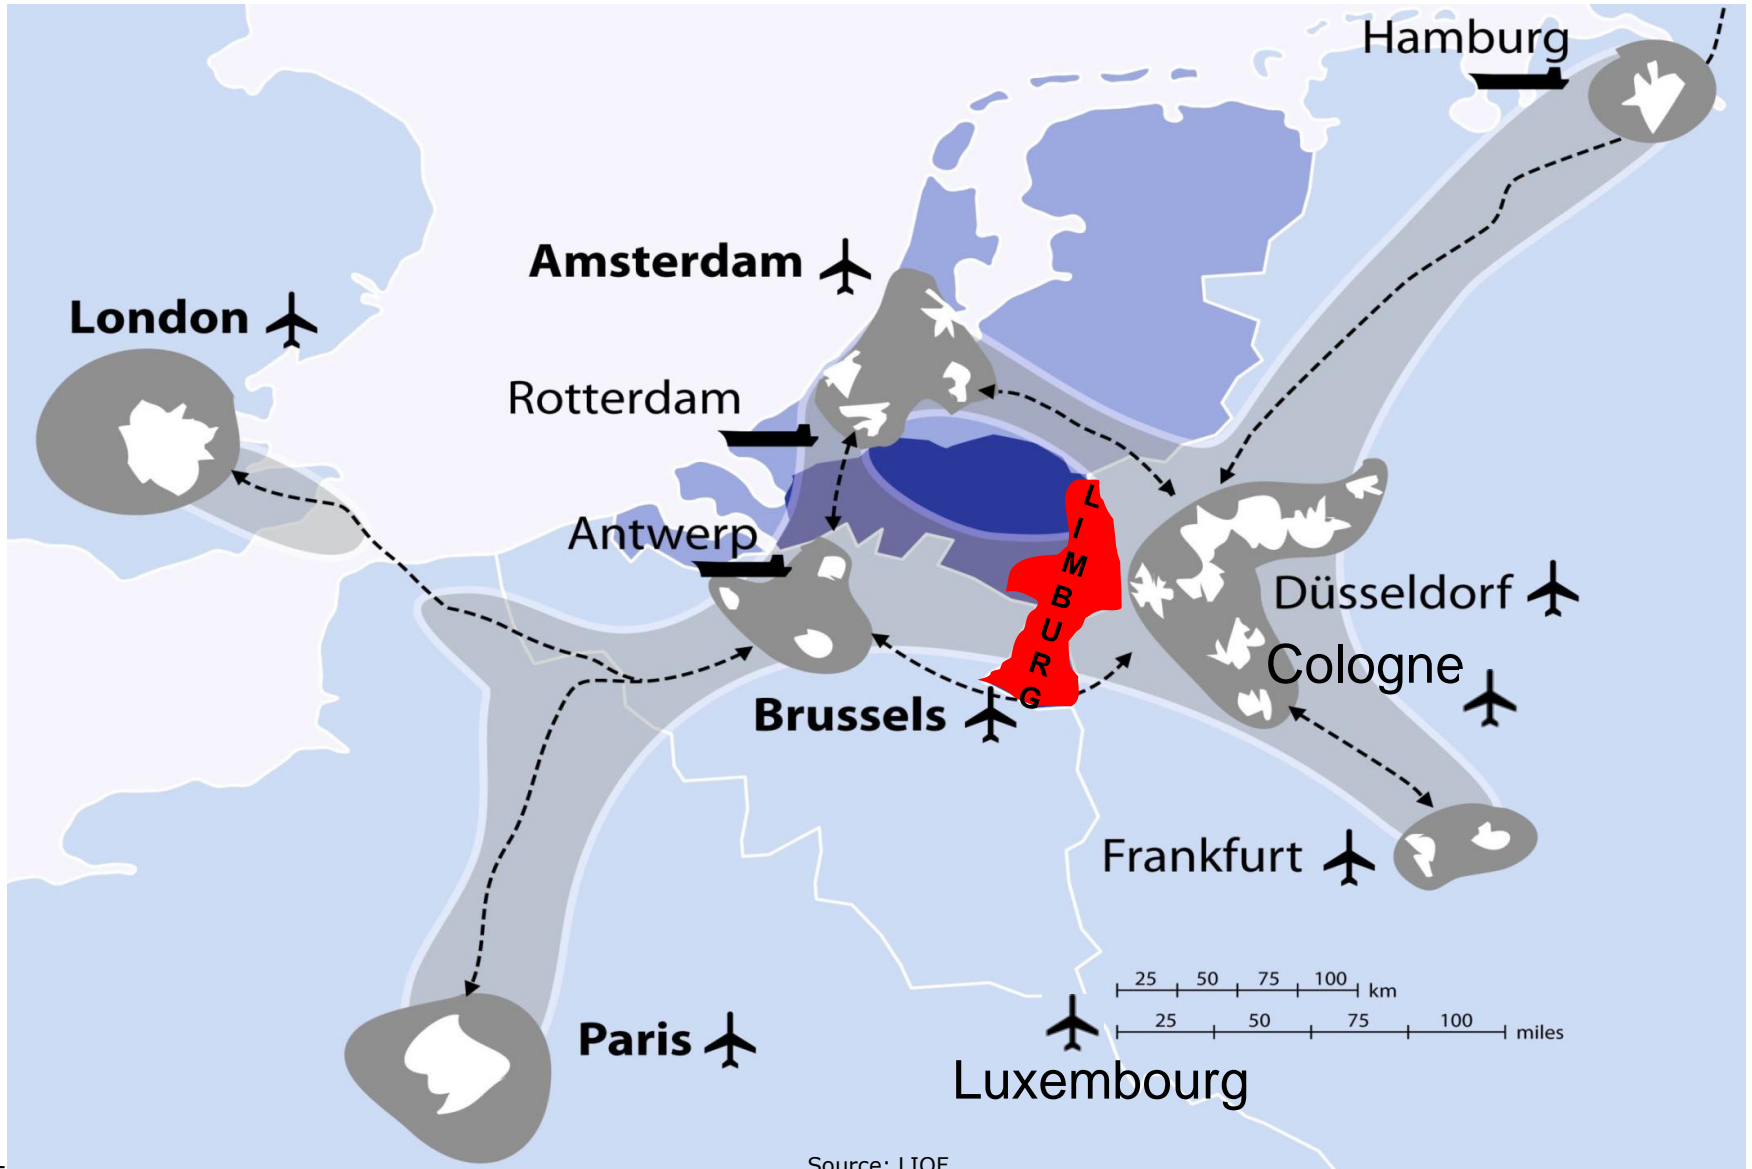 Hamburg
Amsterdam
London
Rotterdam
LIMBURG
Antwerp
Düsseldorf
Cologne
Brussels
Frankfurt
25 50 75 100 km
25 50 75 100 miles
Paris
Luxembourg
Source: LIOF